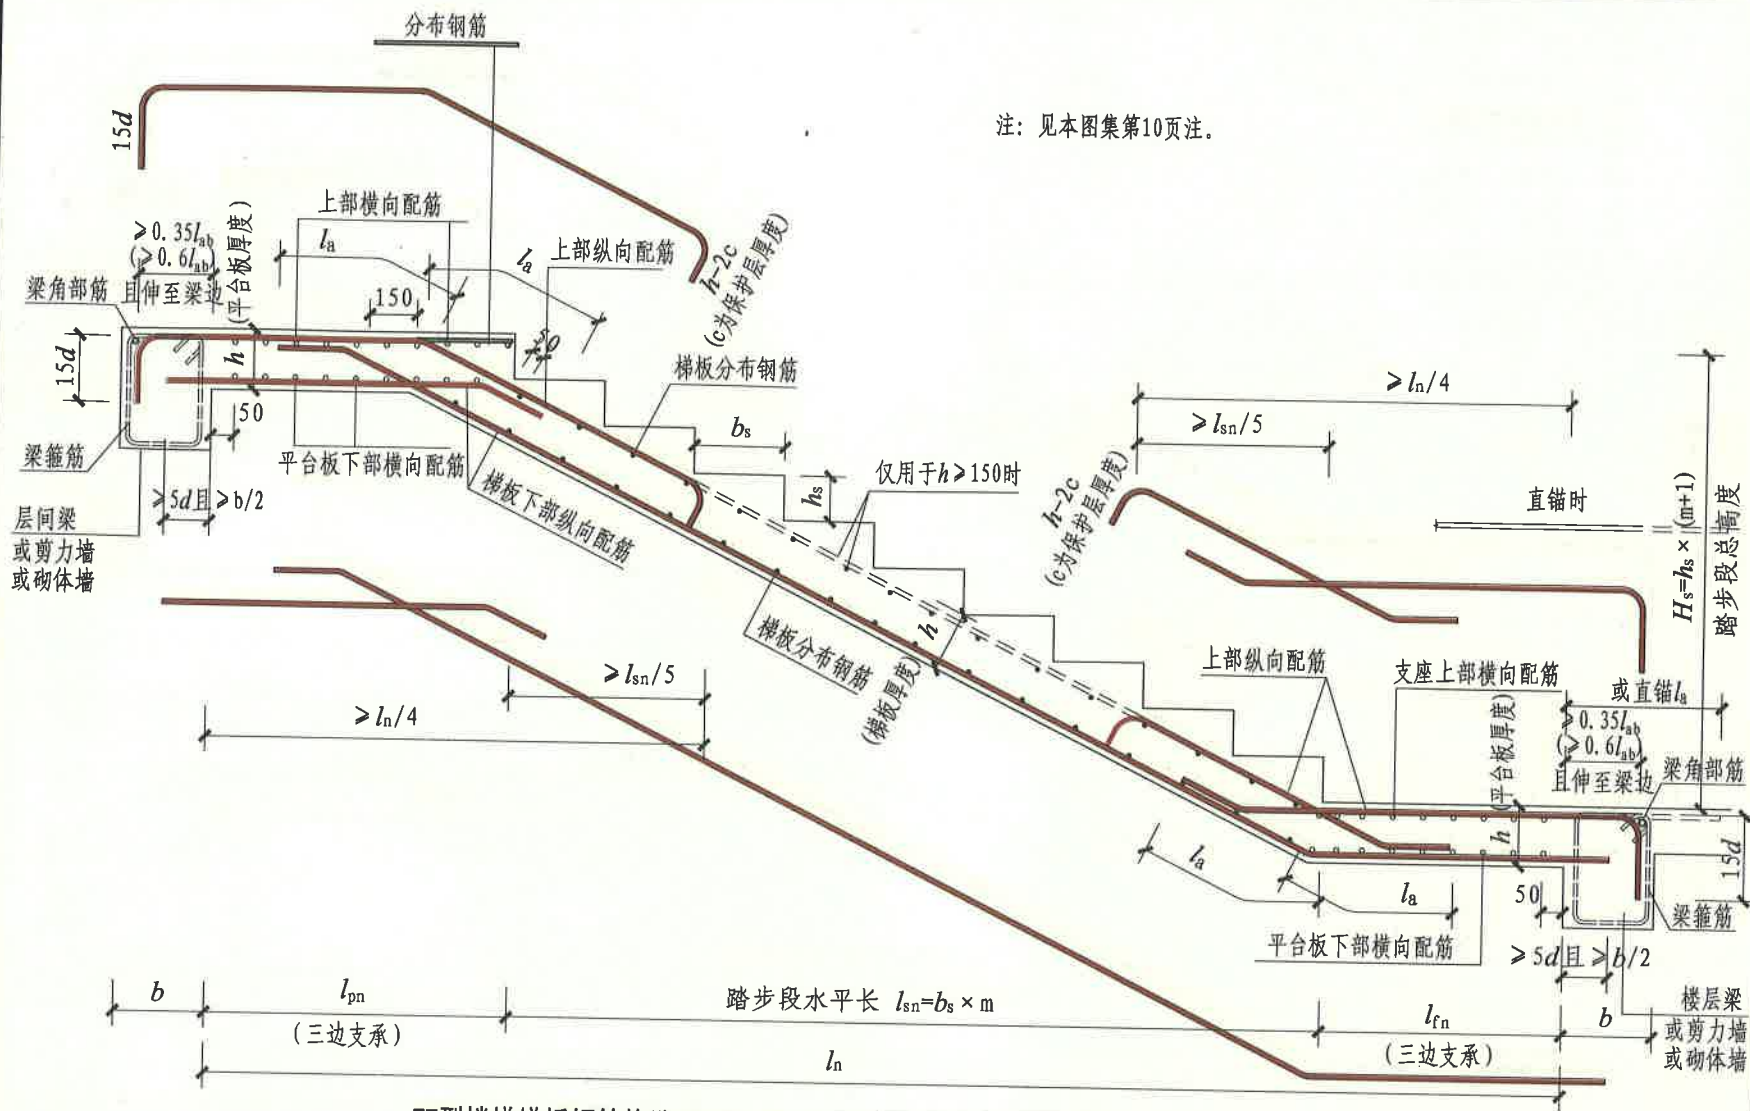 分布钢筋
15d
注：见本图集第10页注。
上部横向配筋
≥0.35lab
(≥0.6lab)
且伸至梁边
(平台板厚度)
la
la
上部纵向配筋
h-2c
(c为保护层厚度)
梁角部筋
150
50
15d
h
梯板分布钢筋
≥ln/4
≥lsn/5
50
bs
梁箍筋
平台板下部横向配筋
梯板下部纵向配筋
hs
仅用于h≥150时
h-2c
(c为保护层厚度)
直锚时
Hs=hs×(m+1)
踏步段总高度
≥5d且≥b/2
层间梁
或剪力墙
或砌体墙
梯板分布钢筋
h
(梯板厚度)
≥lsn/5
≥ln/4
上部纵向配筋
支座上部横向配筋
或直锚la
≥0.35lab
(≥0.6lab)
且伸至梁边
(平台板厚度)
梁角部筋
h
15d
la
la
50
梁箍筋
平台板下部横向配筋
≥5d且≥b/2
b
lpn
(三边支承)
踏步段水平长 lsn=bs×m
lfn
(三边支承)
b
楼层梁
或剪力墙
或砌体墙
ln